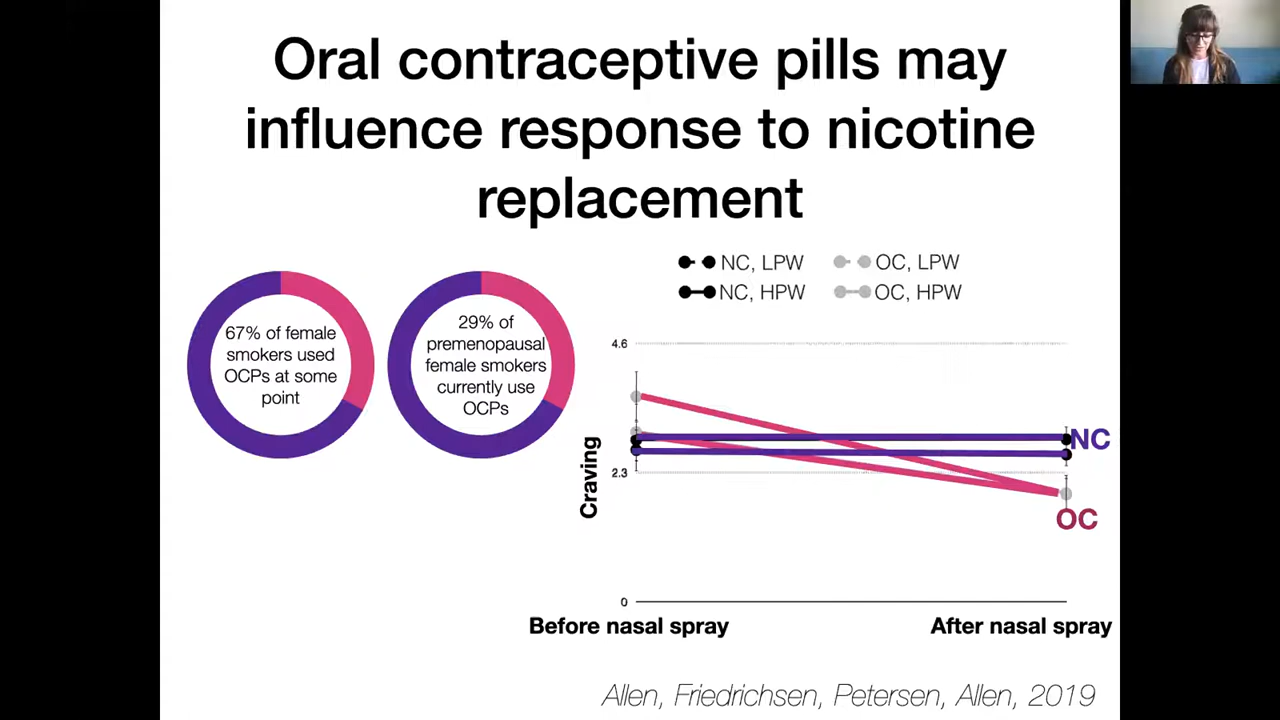 Oral contraceptive pills may
influence response to nicotine
replacement
67% of female
smokers used
OCPs at some
point
29% of
premenopausal
female smokers
currently use
OCPs
NC, LPW
OC, LPW
NC, HPW
OC, HPW
4.6
2.3
0
Craving
NC
OC
Before nasal spray
After nasal spray
Allen, Friedrichsen, Petersen, Allen, 2019